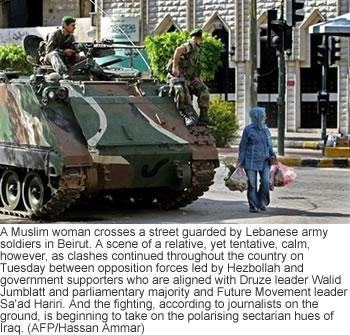 A Muslim woman crosses a street guarded by Lebanese army
soldiers in Beirut. A scene of a relative, yet tentative, calm,
however, as clashes continued throughout the country on
Tuesday between opposition forces led by Hezbollah and
government supporters who are aligned with Druze leader Walid
Jumblatt and parliamentary majority and Future Movement leader
Sa'ad Hariri. And the fighting, according to journalists on the
ground, is beginning to take on the polarising sectarian hues of
Iraq. (AFP/Hassan Ammar)